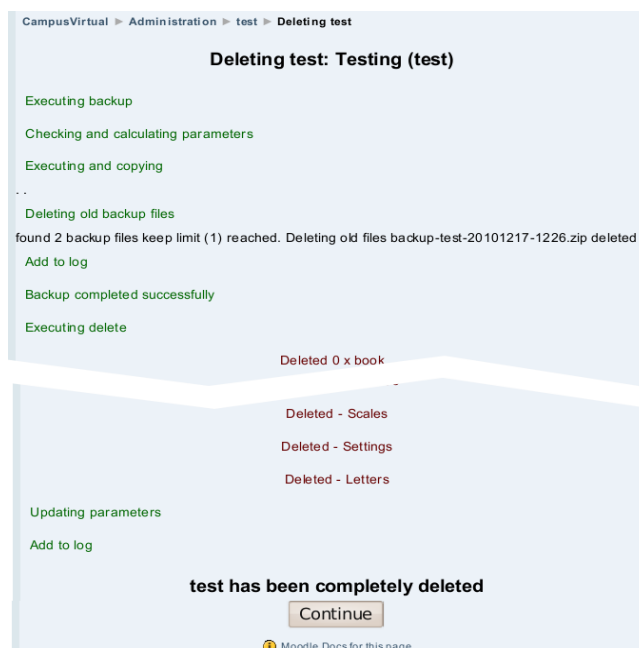 CampusVirtual ► Administration ► test ► Deleting test
Deleting test: Testing (test)
Executing backup
Checking and calculating parameters
Executing and copying
. .
Deleting old backup files
found 2 backup files keep limit (1) reached. Deleting old files backup-test-20101217-1226.zip deleted
Add to log
Backup completed successfully
Executing delete
Deleted 0 x book
Deleted - Scales
Deleted - Settings
Deleted - Letters
Updating parameters
Add to log
test has been completely deleted
Continue
Moodle Docs for this page